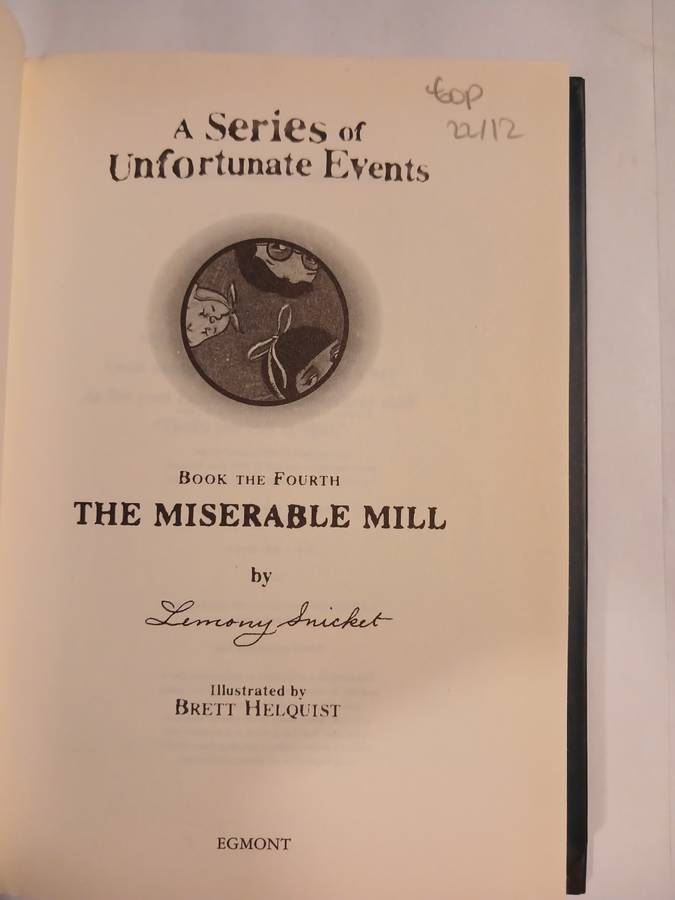 60p
22/12
A Series of
Unfortunate Events
Book the Fourth
THE MISERABLE MILL
by
Lemony Snicket
Illustrated by
Brett Helquist
EGMONT